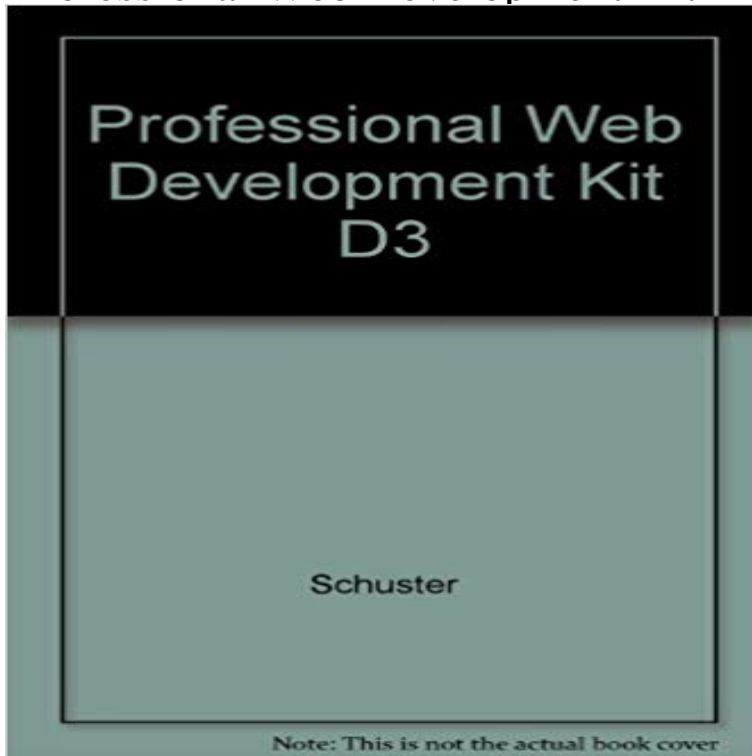 Professional Web
Development Kit
D3
Schuster
Note: This is not the actual book cover